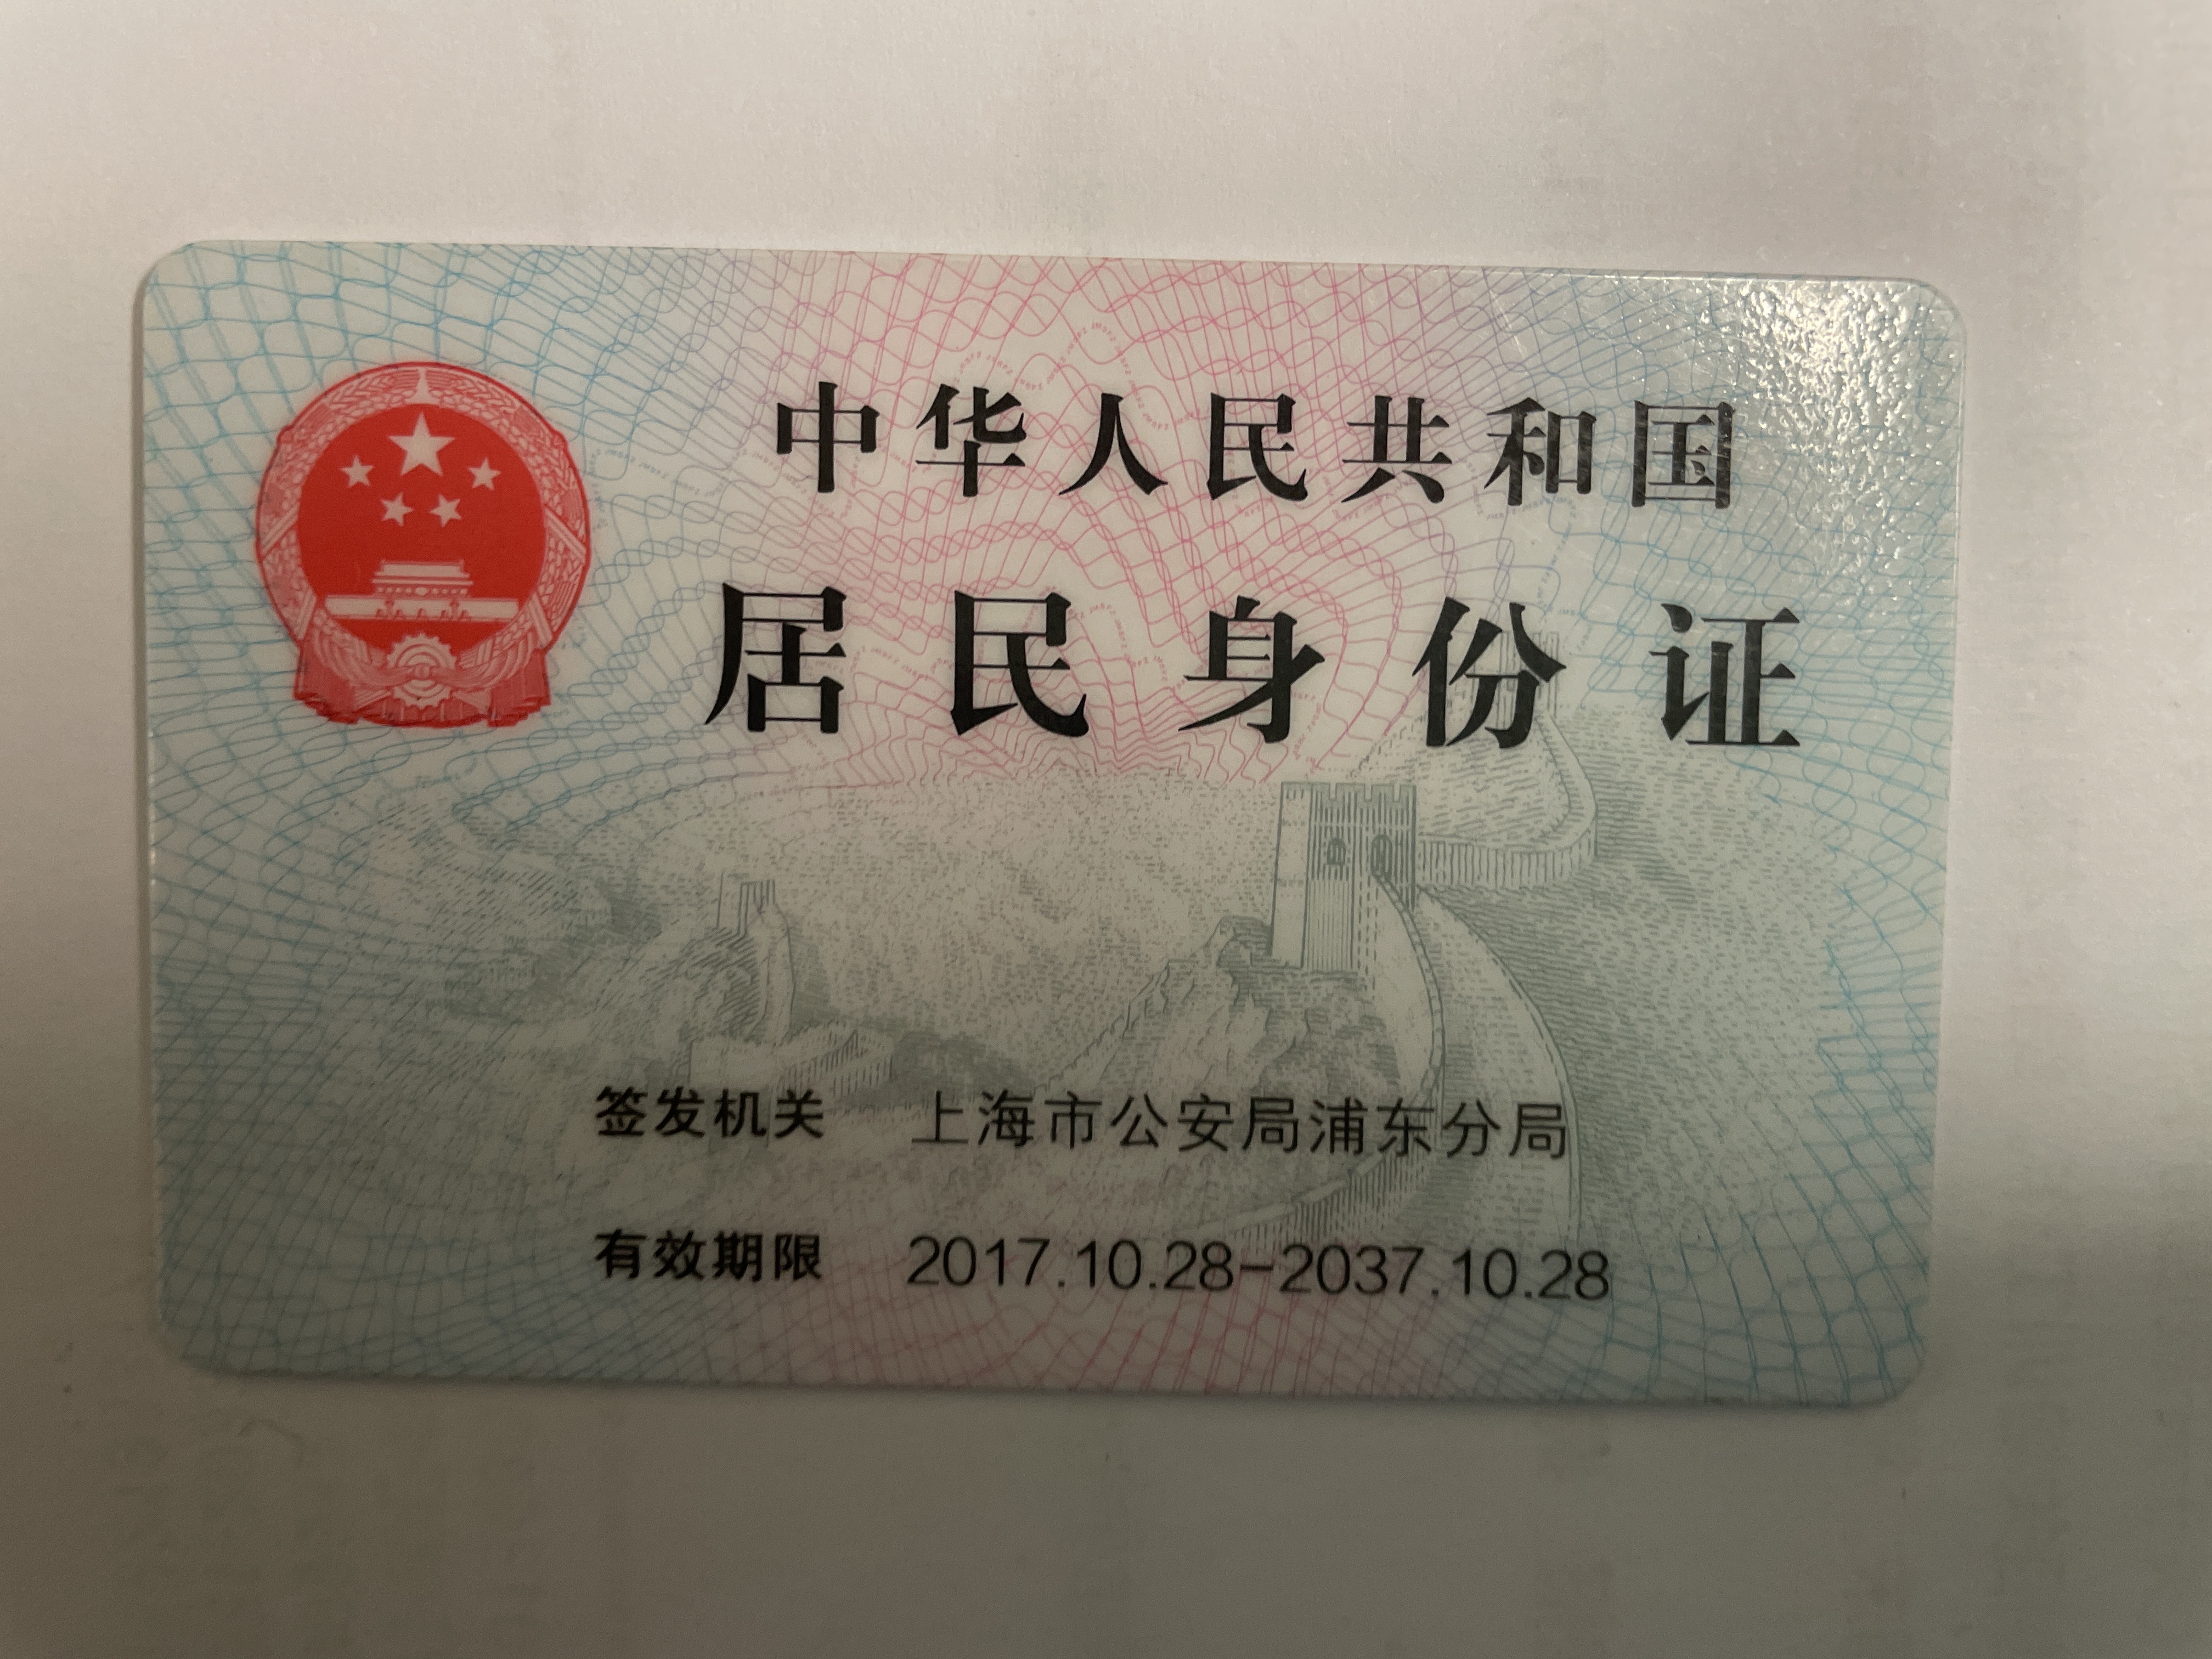 中华人民共和国
居民身份证
签发机关 上海市公安局浦东分局
有效期限 2017.10.28-2037.10.28